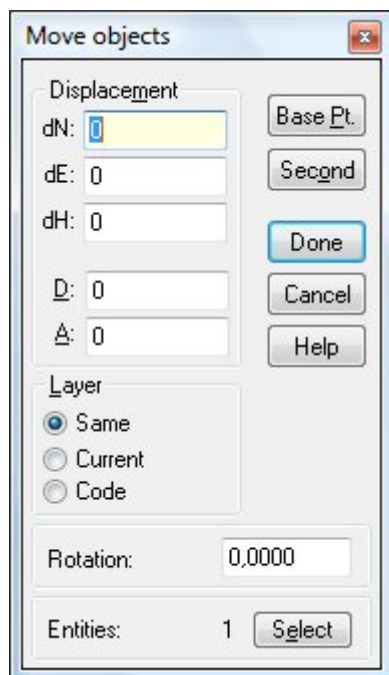 Move objects
Displacement
dN: 0
Base Pt.
dE: 0
Second
dH: 0
Done
D: 0
Cancel
A: 0
Help
Layer
Same
Current
Code
Rotation: 0,0000
Entities: 1 Select